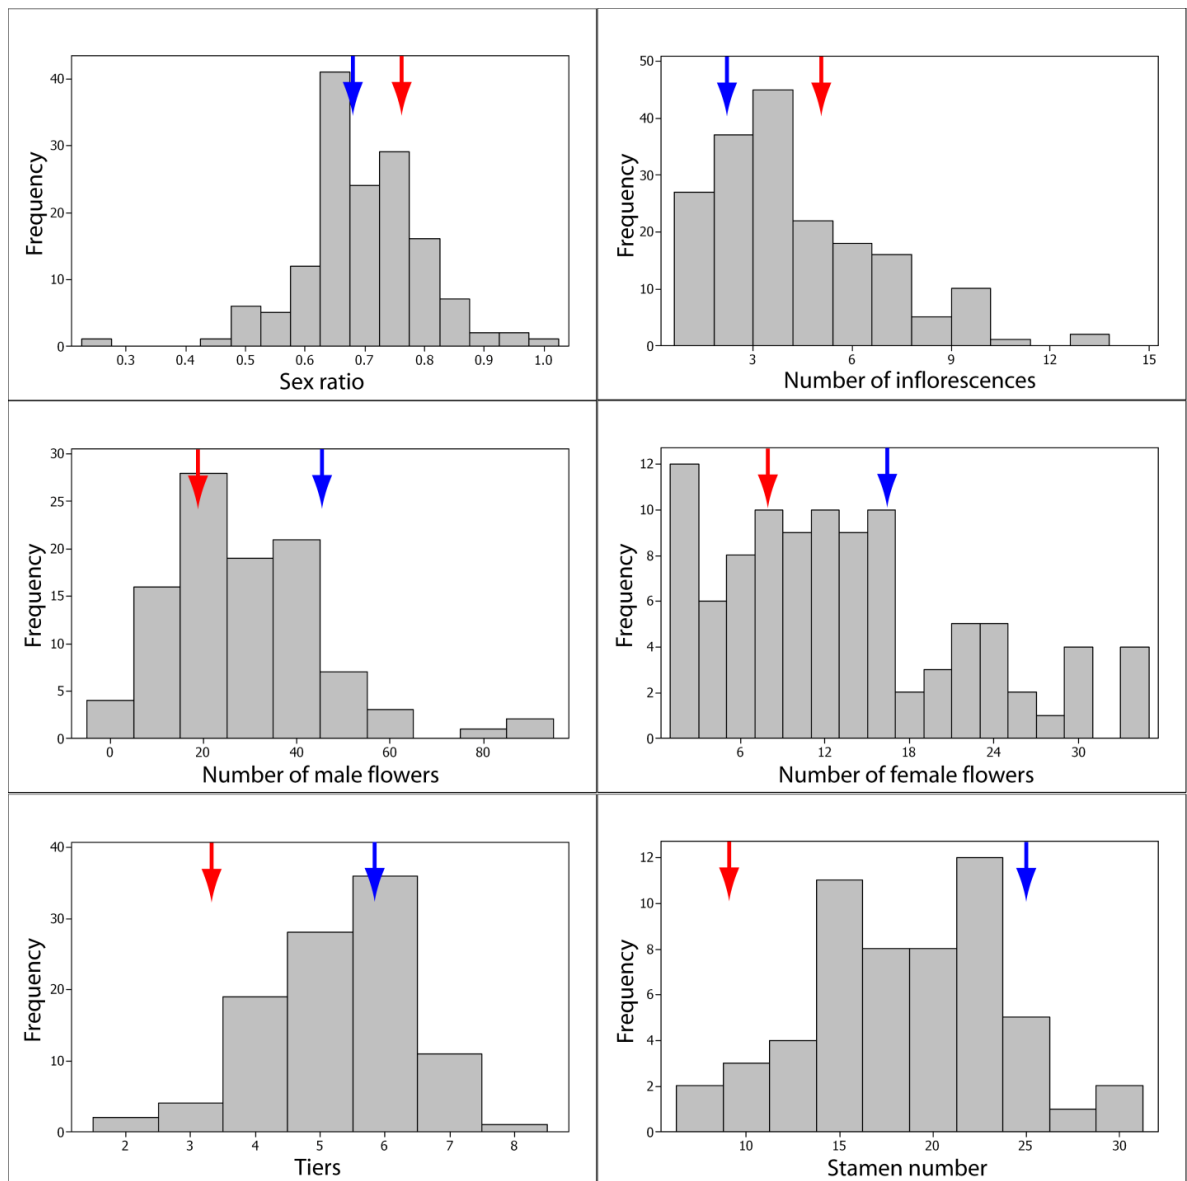 Frequency
40
30
20
10
0
0.3 0.4 0.5 0.6 0.7 0.8 0.9 1.0
Sex ratio
Frequency
50
40
30
20
10
0
3 6 9 12 15
Number of inflorescences
Frequency
30
25
20
15
10
5
0
0 20 40 60 80
Number of male flowers
Frequency
12
10
8
6
4
2
0
6 12 18 24 30
Number of female flowers
Frequency
40
30
20
10
0
2 3 4 5 6 7 8
Tiers
Frequency
12
10
8
6
4
2
0
10 15 20 25 30
Stamen number